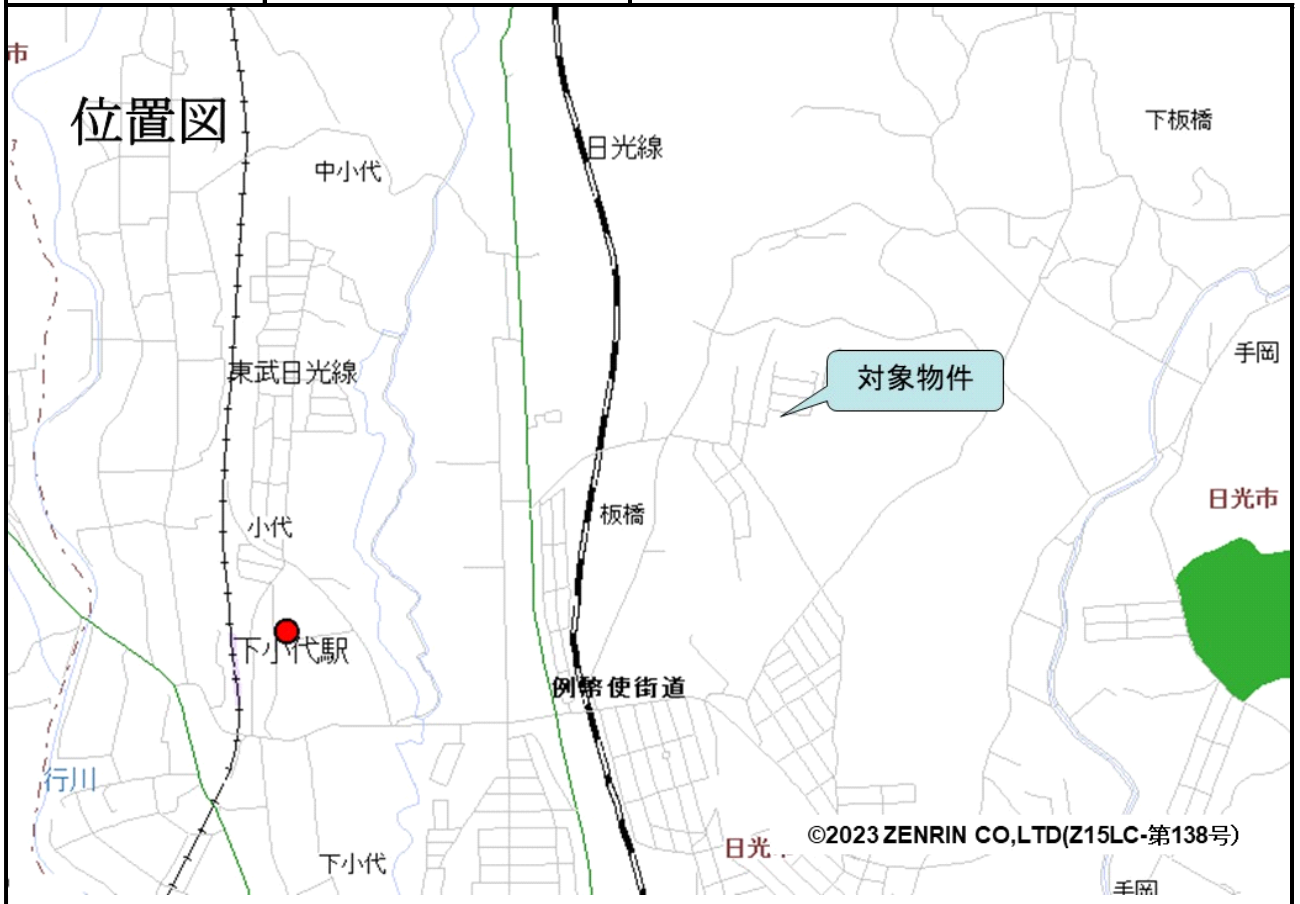 市
位置図
日光線
下板橋
中小代
手岡
東武日光線
対象物件
日光市
板橋
小代
下小代駅
例幣使街道
行川
©2023 ZENRIN CO,LTD(Z15LC-第138号)
日光
下小代
手岡